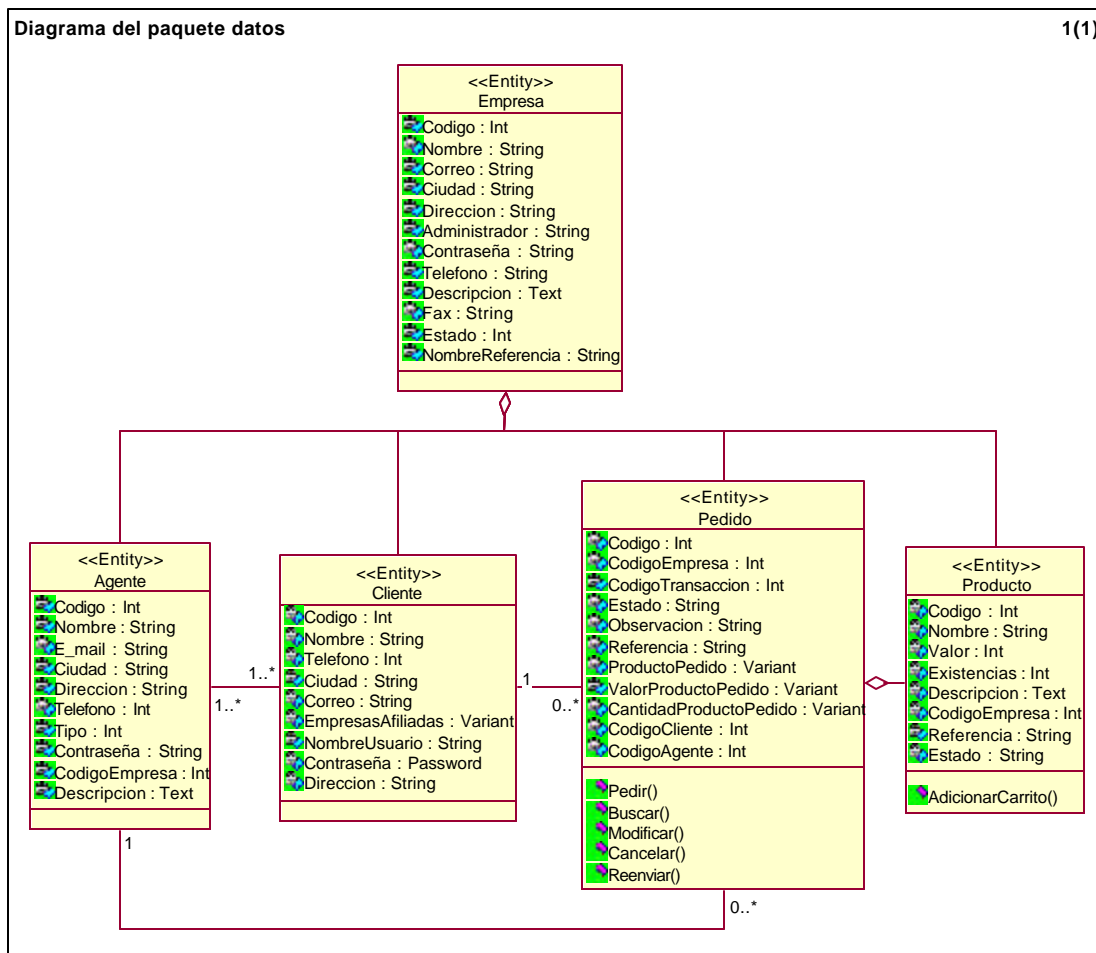 Diagrama del paquete datos 1(1)
<<Entity>>
Empresa
Codigo : Int
Nombre : String
Correo : String
Ciudad : String
Direccion : String
Administrador : String
Contraseña : String
Telefono : String
Descripcion : Text
Fax : String
Estado : Int
NombreReferencia : String
<<Entity>>
Agente
Codigo : Int
Nombre : String
E_mail : String
Ciudad : String
Direccion : String
Telefono : Int
Tipo : Int
Contraseña : String
CodigoEmpresa : Int
Descripcion : Text
1..*
1..*
<<Entity>>
Cliente
Codigo : Int
Nombre : String
Telefono : Int
Ciudad : String
Correo : String
EmpresasAfiliadas : Variant
NombreUsuario : String
Contraseña : Password
Direccion : String
1
0..*
<<Entity>>
Pedido
Codigo : Int
CodigoEmpresa : Int
CodigoTransaccion : Int
Estado : String
Observacion : String
Referencia : String
ProductoPedido : Variant
ValorProductoPedido : Variant
CantidadProductoPedido : Variant
CodigoCliente : Int
CodigoAgente : Int
Pedir()
Buscar()
Modificar()
Cancelar()
Reenviar()
<<Entity>>
Producto
Codigo : Int
Nombre : String
Valor : Int
Existencias : Int
Descripcion : Text
CodigoEmpresa : Int
Referencia : String
Estado : String
AdicionarCarrito()
1
0..*